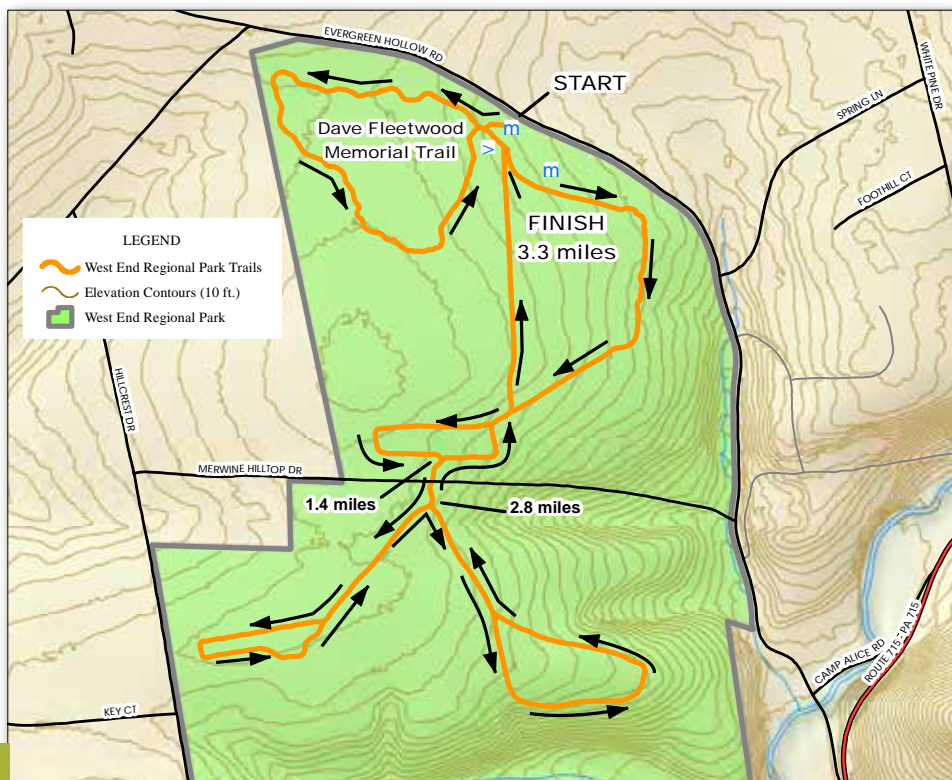 EVERGREEN HOLLOW RD
START
WHITE PINE DR
SPRING LN
FOOTHILL CT
Dave Fleetwood
Memorial Trail
m
>
m
FINISH
3.3 miles
LEGEND
West End Regional Park Trails
Elevation Contours (10 ft.)
West End Regional Park
HILLCREST DR
MERWINE HILLTOP DR
1.4 miles
2.8 miles
CAMP ALICE RD
ROUTE 715 - PA 715
KEY CT